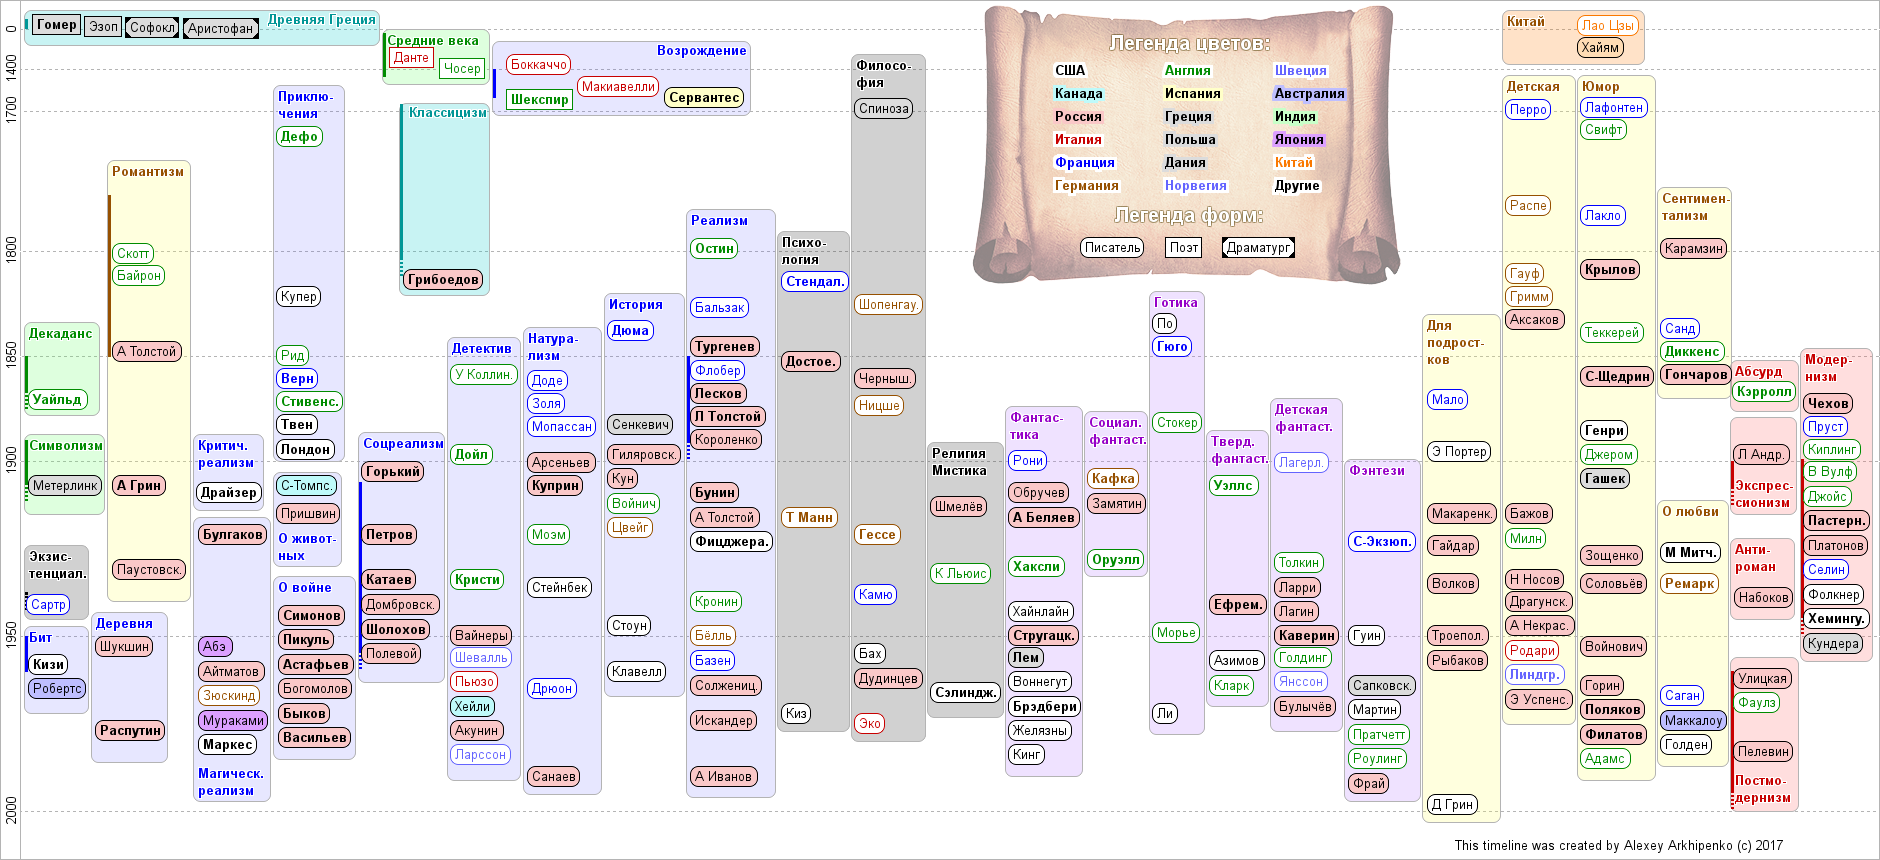 0
1400
1700
1800
1850
1900
1950
2000
Гомер
Эзоп
Софокл
Аристофан
Древняя Греция
Средние века
Данте
Чосер
Возрождение
Боккаччо
Макиавелли
Шекспир
Сервантес
Классицизм
Грибоедов
Романтизм
Скотт
Байрон
А Толстой
А Грин
Паустовск.
Декаданс
Уайльд
Символизм
Метерлинк
Экзис-
тенциал.
Сартр
Бит
Кизи
Робертс
Деревня
Шукшин
Распутин
Критич.
реализм
Драйзер
Булгаков
Абэ
Айтматов
Зюскинд
Мураками
Маркес
Магическ.
реализм
Приклю-
чения
Дефо
Купер
Рид
Верн
Стивенс.
Твен
Лондон
С-Томпс.
Пришвин
О живот-
ных
О войне
Симонов
Пикуль
Астафьев
Богомолов
Быков
Васильев
Соцреализм
Горький
Петров
Катаев
Домбровск.
Шолохов
Полевой
Детектив
У Коллин.
Дойл
Кристи
Вайнеры
Шевалль
Пьюзо
Хейли
Акунин
Ларссон
Натура-
лизм
Доде
Золя
Мопассан
Арсеньев
Куприн
Моэм
Стейнбек
Дрюон
Санаев
История
Дюма
Сенкевич
Гиляровск.
Кун
Войнич
Цвейг
Стоун
Клавелл
Реализм
Остин
Бальзак
Тургенев
Флобер
Лесков
Л Толстой
Короленко
Бунин
А Толстой
Фицджера.
Кронин
Бёлль
Базен
Солжениц.
Искандер
А Иванов
Психо-
логия
Стендал.
Достое.
Т Манн
Киз
Филосо-
фия
Спиноза
Шопенгау.
Черныш.
Ницше
Гессе
Камю
Бах
Дудинцев
Эко
Религия
Мистика
Шмелёв
К Льюис
Сэлиндж.
Фантас-
тика
Рони
Обручев
А Беляев
Хаксли
Хайнлайн
Стругацк.
Лем
Воннегут
Брэдбери
Желязны
Кинг
Социал.
фантаст.
Кафка
Замятин
Оруэлл
Готика
По
Гюго
Стокер
Морье
Ли
Тверд.
фантаст.
Уэллс
Ефрем.
Азимов
Кларк
Детская
фантаст.
Лагерл.
Толкин
Ларри
Лагин
Каверин
Голдинг
Янссон
Булычёв
Фэнтези
С-Экзюп.
Гуин
Сапковск.
Мартин
Пратчетт
Роулинг
Фрай
Для
подрост-
ков
Мало
Э Портер
Макаренк.
Гайдар
Волков
Троепол.
Рыбаков
Д Грин
Легенда цветов:
США
Англия
Швеция
Канада
Испания
Австралия
Россия
Греция
Индия
Италия
Польша
Япония
Франция
Дания
Китай
Германия
Норвегия
Другие
Легенда форм:
Писатель
Поэт
Драматург
Китай
Лао Цзы
Хайям
Детская
Перро
Распе
Гауф
Гримм
Аксаков
Бажов
Милн
Н Носов
Драгунск.
А Некрас.
Родари
Линдгр.
Э Успенс.
Юмор
Лафонтен
Свифт
Лакло
Крылов
Теккерей
С-Щедрин
Генри
Джером
Гашек
Зощенко
Соловьёв
Войнович
Горин
Поляков
Филатов
Адамс
Сентимен-
тализм
Карамзин
Санд
Диккенс
Гончаров
О любви
М Митч.
Ремарк
Саган
Маккалоу
Голден
Абсурд
Кэрролл
Л Андр.
Экспрес-
сионизм
Анти-
роман
Набоков
Улицкая
Фаулз
Пелевин
Постмо-
дернизм
Модер-
низм
Чехов
Пруст
Киплинг
В Вулф
Джойс
Пастерн.
Платонов
Селин
Фолкнер
Хемингу.
Кундера
This timeline was created by Alexey Arkhipenko (c) 2017